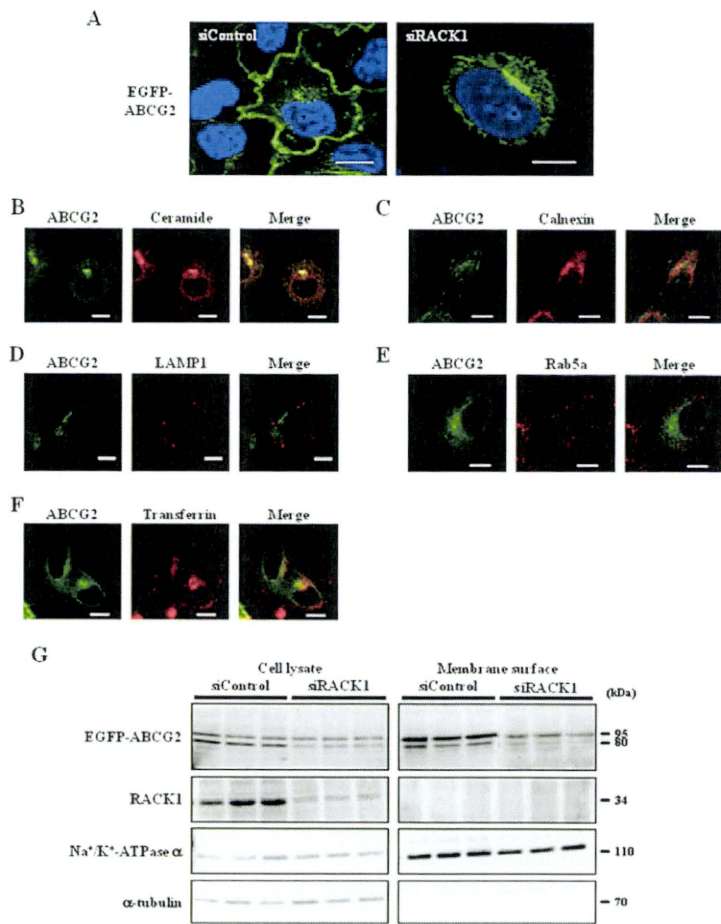 A
siControl siRACK1
EGFP-
ABCG2
B ABCG2 Ceramide Merge
C ABCG2 Calnexin Merge
D ABCG2 LAMP1 Merge
E ABCG2 Rab5a Merge
F ABCG2 Transferrin Merge
G
Cell lysate Membrane surface
siControl siRACK1 siControl siRACK1 (kDa)
EGFP-ABCG2 95
80
RACK1 34
Na⁺/K⁺-ATPase α 110
α-tubulin 70